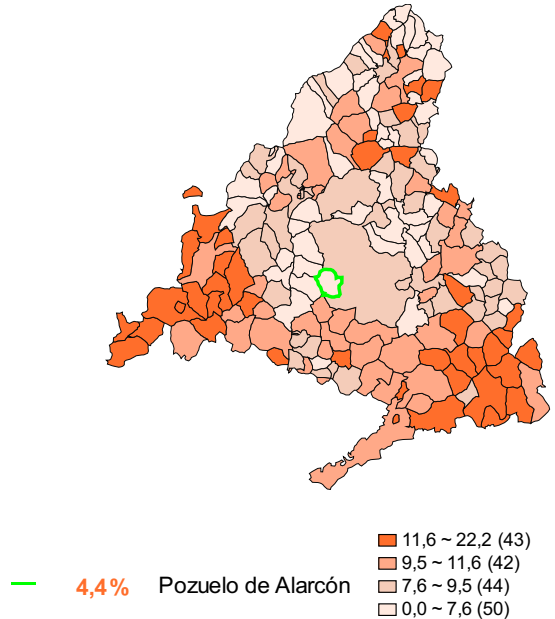 11,6 ~ 22,2 (43)
9,5 ~ 11,6 (42)
7,6 ~ 9,5 (44)
0,0 ~ 7,6 (50)
4,4% Pozuelo de Alarcón